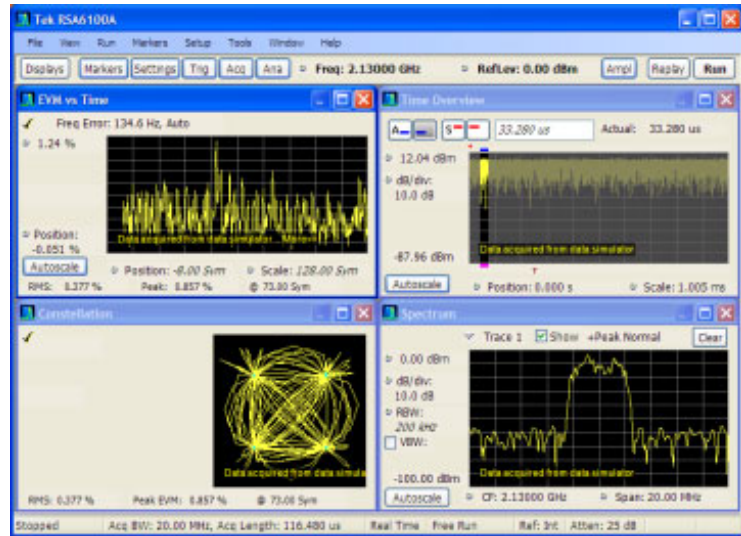 Tek RSA6100A
File View Run Markers Setup Tools Window Help
Displays Markers Settings Trig Acq Ana Freq: 2.13000 GHz RefLev: 0.00 dBm Ampl Replay Run
EVM vs Time
Freq Error: 134.6 Hz, Auto
1.24 %
Position:
-0.051 %
Data acquired from data simulator
Autoscale Position: -8.00 Sym Scale: 128.00 Sym
RMS: 0.377 % Peak: 0.857 % @ 73.00 Sym
Time Overview
33.280 us Actual: 33.280 us
12.04 dBm
dB/div:
10.0 dB
-87.96 dBm
Data acquired from data simulator
Autoscale Position: 0.000 s Scale: 1.005 ms
Constellation
Data acquired from data simula
RMS: 0.377 % Peak EVM: 0.857 % @ 73.00 Sym
Spectrum
Trace 1 Show +Peak Normal Clear
0.00 dBm
dB/div:
10.0 dB
RBW:
200 kHz
VBW:
-100.00 dBm
Data acquired from data simulator
Autoscale CF: 2.13000 GHz Span: 20.00 MHz
Stopped Acq BW: 20.00 MHz, Acq Length: 116.480 us Real Time Free Run Ref: Int Atten: 25 dB